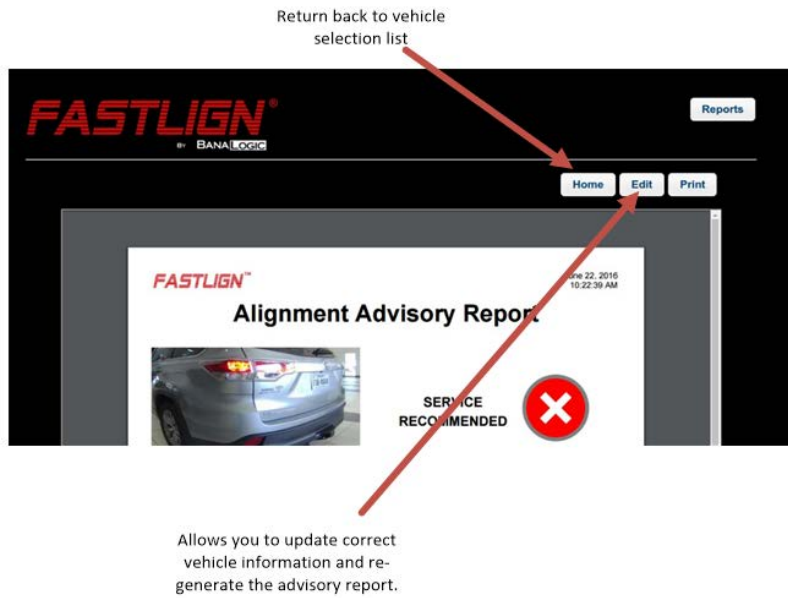 Return back to vehicle
selection list
FASTLIGN®
BY BANALOGIC
Reports
Home Edit Print
FASTLIGN™
June 22, 2016
10:22:39 AM
Alignment Advisory Report
SERVICE
RECOMMENDED
Allows you to update correct
vehicle information and re-
generate the advisory report.